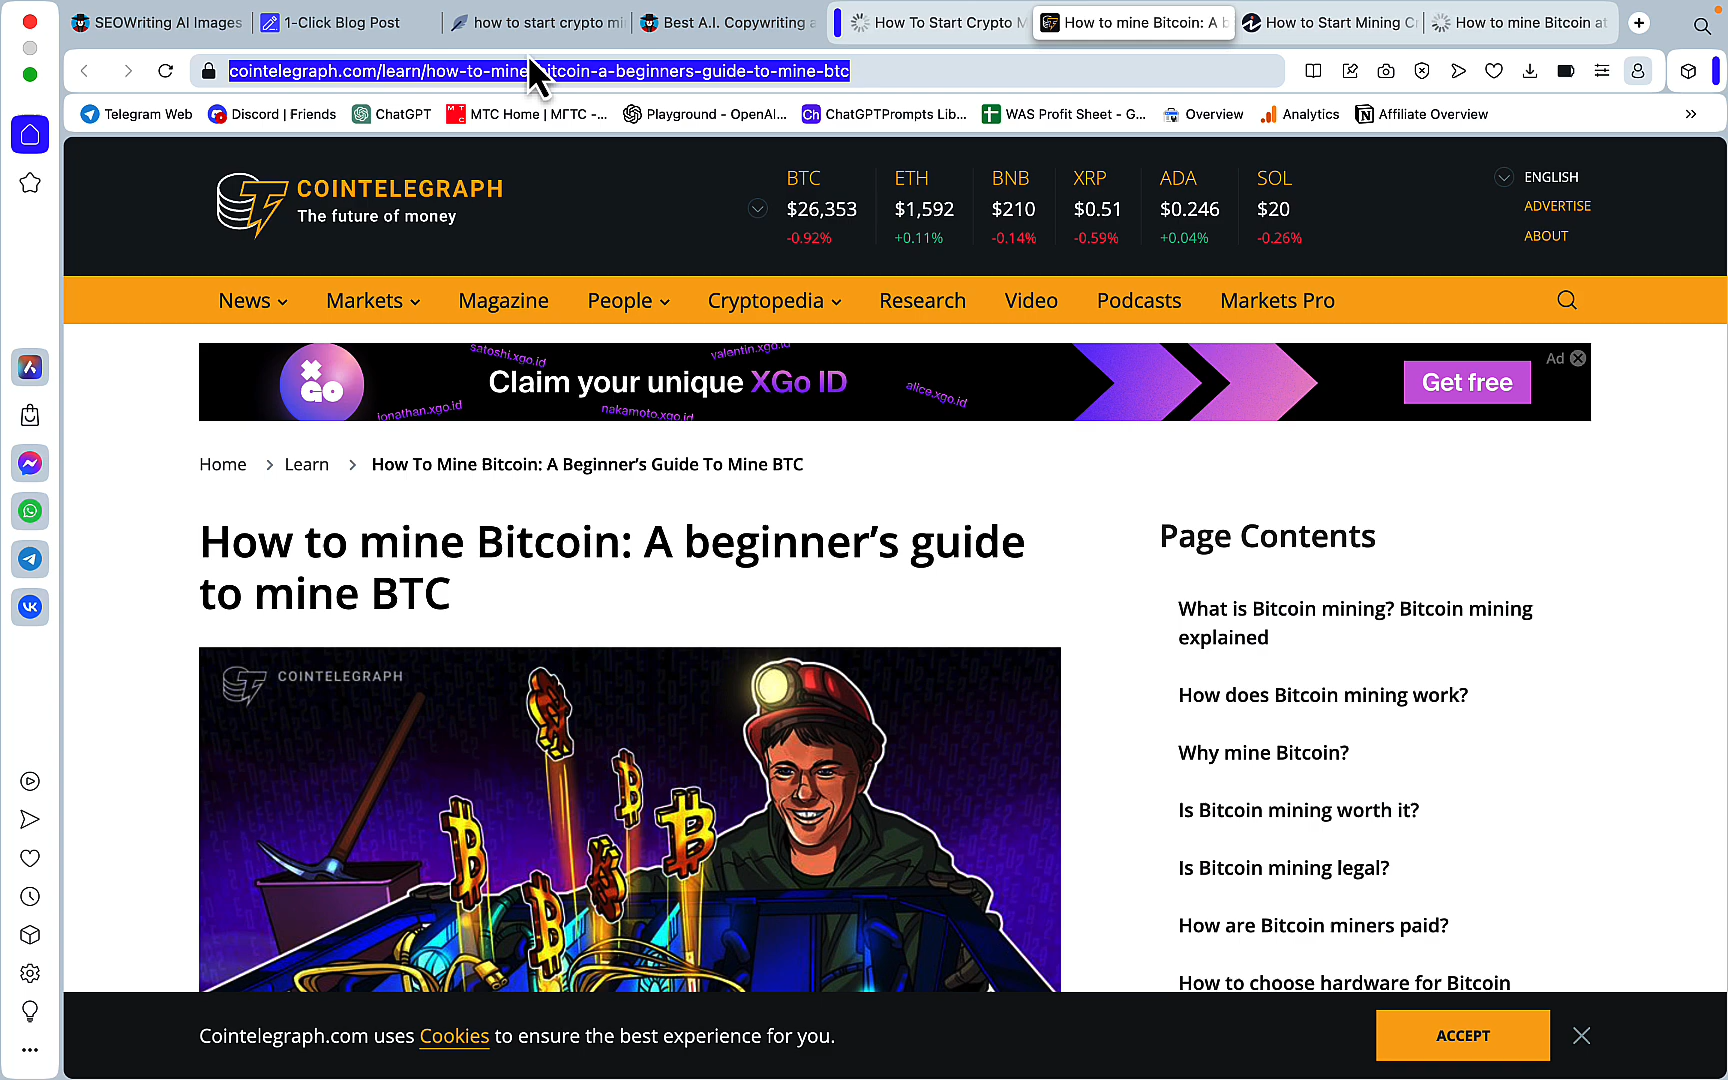 SEOWriting AI Images
1-Click Blog Post
how to start crypto mi
Best A.I. Copywriting a
How To Start Crypto M
How to mine Bitcoin: A b
How to Start Mining C
How to mine Bitcoin at
cointelegraph.com/learn/how-to-mine-bitcoin-a-beginners-guide-to-mine-btc
Telegram Web
Discord | Friends
ChatGPT
МТС Home | МГТС -...
Playground - OpenAI...
Ch ChatGPTPrompts Lib...
WAS Profit Sheet - G...
Overview
Analytics
Affiliate Overview
COINTELEGRAPH
The future of money
BTC ETH BNB XRP ADA SOL
$26,353 $1,592 $210 $0.51 $0.246 $20
-0.92% +0.11% -0.14% -0.59% +0.04% -0.26%
ENGLISH
ADVERTISE
ABOUT
News Markets Magazine People Cryptopedia Research Video Podcasts Markets Pro
satoshi.xgo.id
valentin.xgo.id
X GO
Claim your unique XGo ID
alice.xgo.id
jonathan.xgo.id
nakamoto.xgo.id
Get free
Ad
Home > Learn > How To Mine Bitcoin: A Beginner’s Guide To Mine BTC
How to mine Bitcoin: A beginner’s guide
to mine BTC
COINTELEGRAPH
Page Contents
What is Bitcoin mining? Bitcoin mining
explained
How does Bitcoin mining work?
Why mine Bitcoin?
Is Bitcoin mining worth it?
Is Bitcoin mining legal?
How are Bitcoin miners paid?
How to choose hardware for Bitcoin
Cointelegraph.com uses Cookies to ensure the best experience for you.
ACCEPT